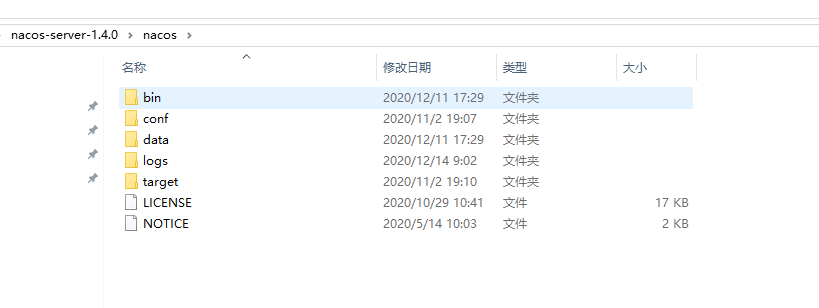 nacos-server-1.4.0 › nacos ›
名称 修改日期 类型 大小
bin 2020/12/11 17:29 文件夹
conf 2020/11/2 19:07 文件夹
data 2020/12/11 17:29 文件夹
logs 2020/12/14 9:02 文件夹
target 2020/11/2 19:10 文件夹
LICENSE 2020/10/29 10:41 文件 17 KB
NOTICE 2020/5/14 10:03 文件 2 KB